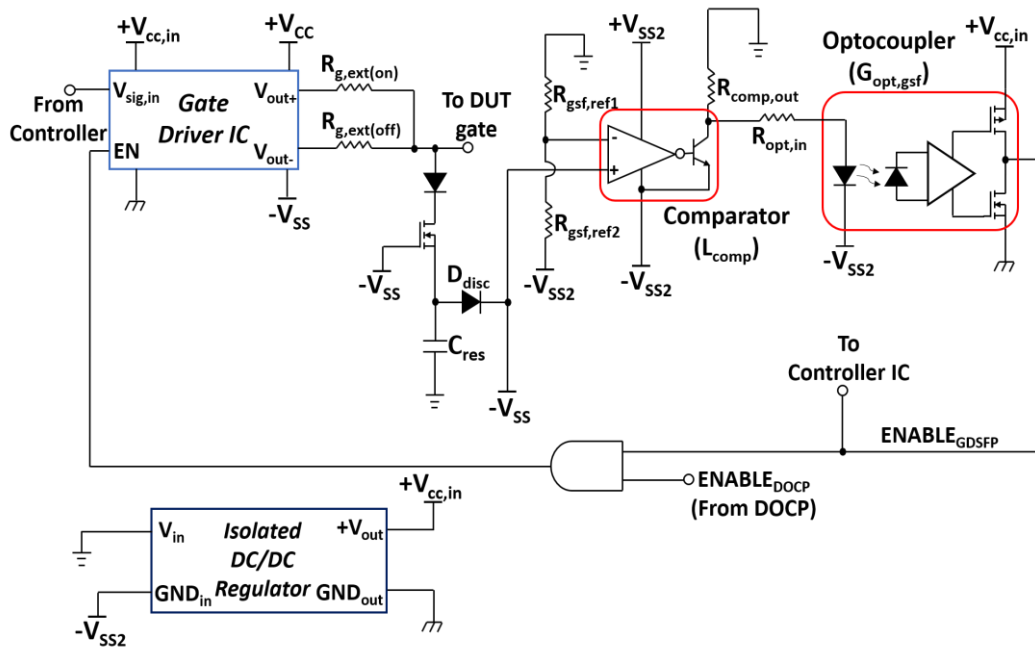 +Vcc,in
+VCC
From
Controller
Vsig,in
Gate
Driver IC
EN
Vout+
Vout-
Rg,ext(on)
Rg,ext(off)
-VSS
To DUT
gate
-VSS
Ddisc
Cres
-VSS
Rgsf,ref1
Rgsf,ref2
-VSS2
+VSS2
-
+
-VSS2
Comparator
(Lcomp)
Rcomp,out
Ropt,in
Optocoupler
(Gopt,gsf)
+Vcc,in
-VSS2
To
Controller IC
ENABLEGDSFP
ENABLEDOCP
(From DOCP)
+Vcc,in
Vin
Isolated
DC/DC
Regulator
+Vout
GNDin
GNDout
-VSS2